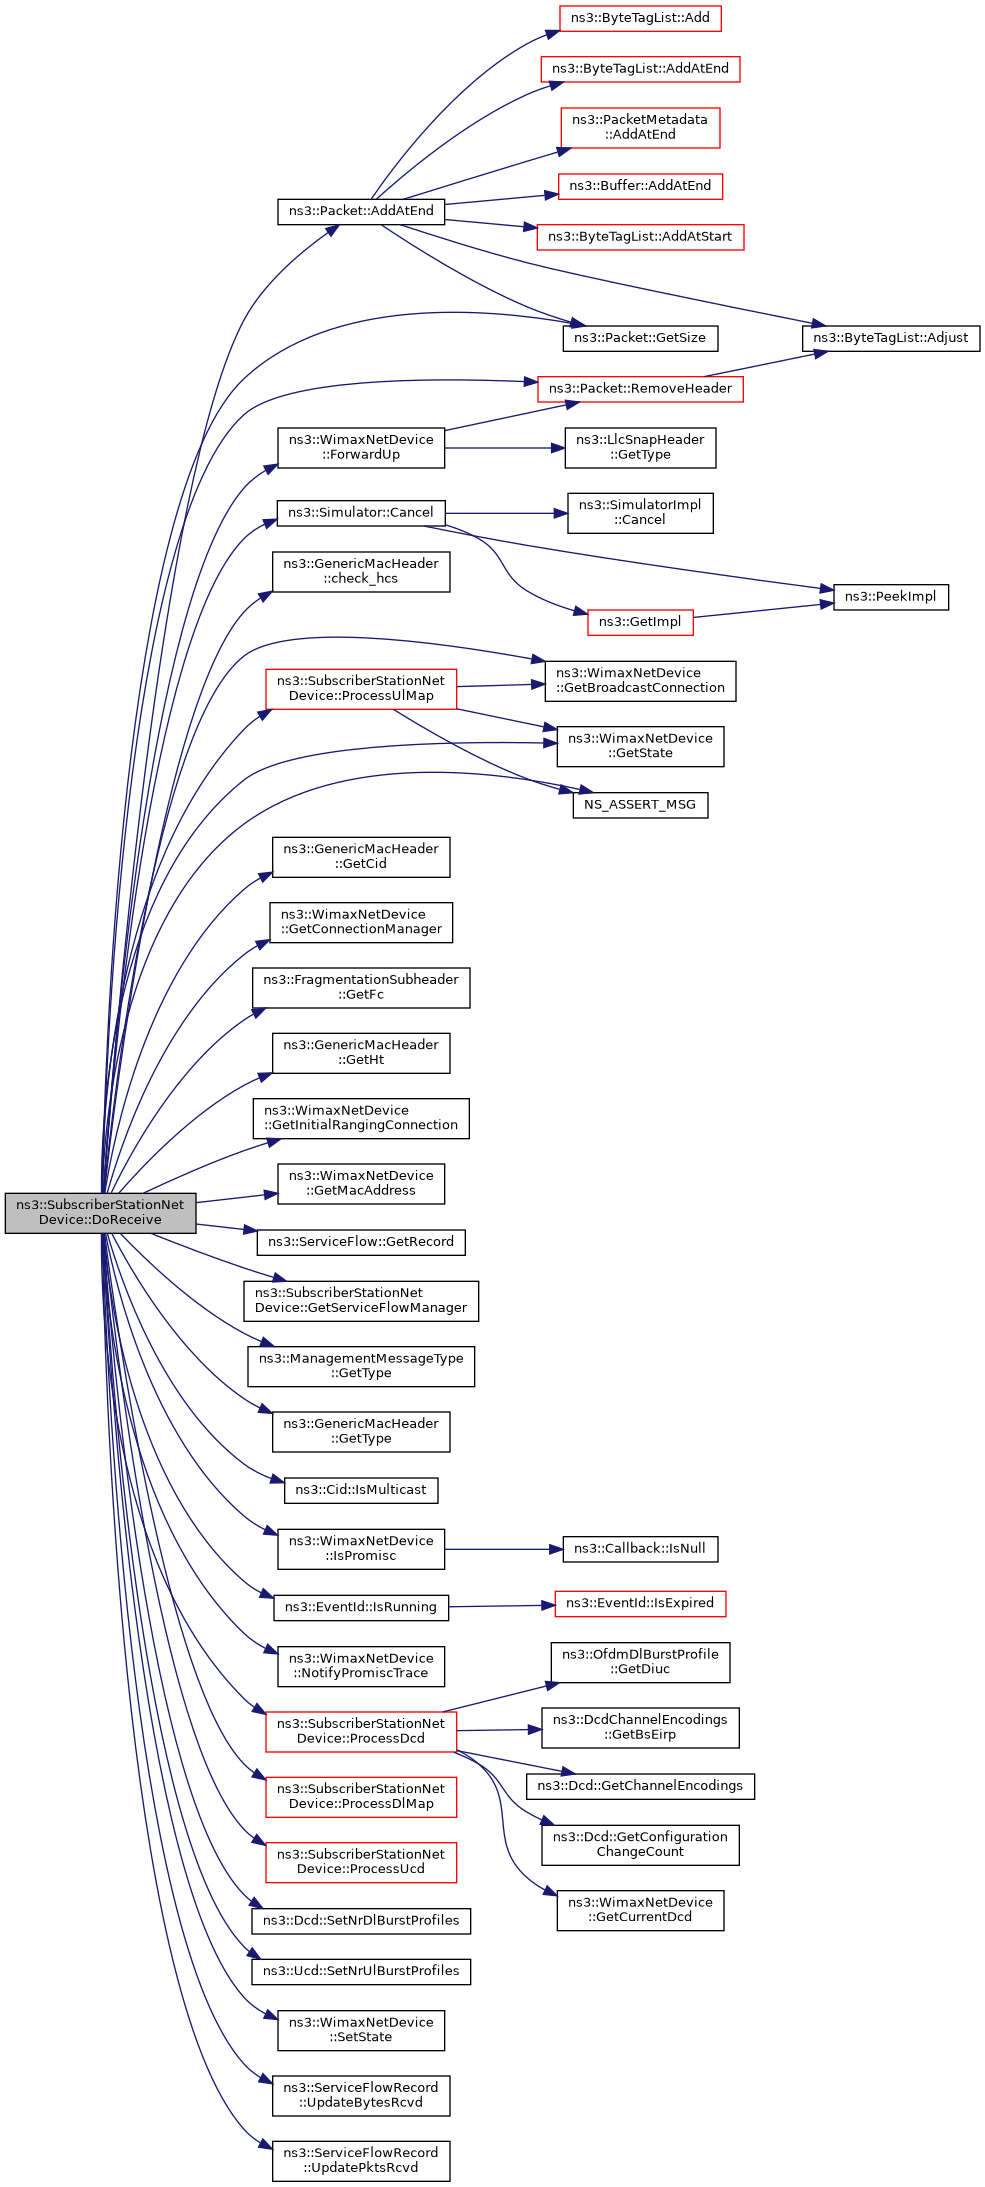 ns3::ByteTagList::Add
ns3::ByteTagList::AddAtEnd
ns3::PacketMetadata
::AddAtEnd
ns3::Buffer::AddAtEnd
ns3::Packet::AddAtEnd
ns3::ByteTagList::AddAtStart
ns3::Packet::GetSize
ns3::ByteTagList::Adjust
ns3::Packet::RemoveHeader
ns3::WimaxNetDevice
::ForwardUp
ns3::LlcSnapHeader
::GetType
ns3::Simulator::Cancel
ns3::SimulatorImpl
::Cancel
ns3::GenericMacHeader
::check_hcs
ns3::PeekImpl
ns3::GetImpl
ns3::SubscriberStationNet
Device::ProcessUlMap
ns3::WimaxNetDevice
::GetBroadcastConnection
ns3::WimaxNetDevice
::GetState
NS_ASSERT_MSG
ns3::GenericMacHeader
::GetCid
ns3::WimaxNetDevice
::GetConnectionManager
ns3::FragmentationSubheader
::GetFc
ns3::GenericMacHeader
::GetHt
ns3::WimaxNetDevice
::GetInitialRangingConnection
ns3::WimaxNetDevice
::GetMacAddress
ns3::SubscriberStationNet
Device::DoReceive
ns3::ServiceFlow::GetRecord
ns3::SubscriberStationNet
Device::GetServiceFlowManager
ns3::ManagementMessageType
::GetType
ns3::GenericMacHeader
::GetType
ns3::Cid::IsMulticast
ns3::WimaxNetDevice
::IsPromisc
ns3::Callback::IsNull
ns3::EventId::IsRunning
ns3::EventId::IsExpired
ns3::WimaxNetDevice
::NotifyPromiscTrace
ns3::OfdmDlBurstProfile
::GetDiuc
ns3::SubscriberStationNet
Device::ProcessDcd
ns3::DcdChannelEncodings
::GetBsEirp
ns3::SubscriberStationNet
Device::ProcessDlMap
ns3::Dcd::GetChannelEncodings
ns3::SubscriberStationNet
Device::ProcessUcd
ns3::Dcd::GetConfiguration
ChangeCount
ns3::Dcd::SetNrDlBurstProfiles
ns3::WimaxNetDevice
::GetCurrentDcd
ns3::Ucd::SetNrUlBurstProfiles
ns3::WimaxNetDevice
::SetState
ns3::ServiceFlowRecord
::UpdateBytesRcvd
ns3::ServiceFlowRecord
::UpdatePktsRcvd